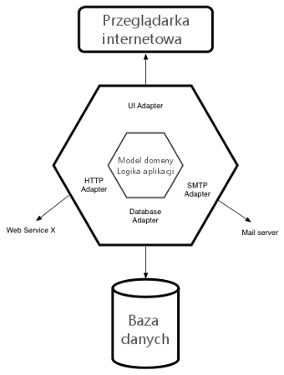 Przeglądarka
internetowa
UI Adapter
Model domeny
Logika aplikacji
HTTP
Adapter
SMTP
Adapter
Database
Adapter
Web Service X
Mail server
Baza
danych